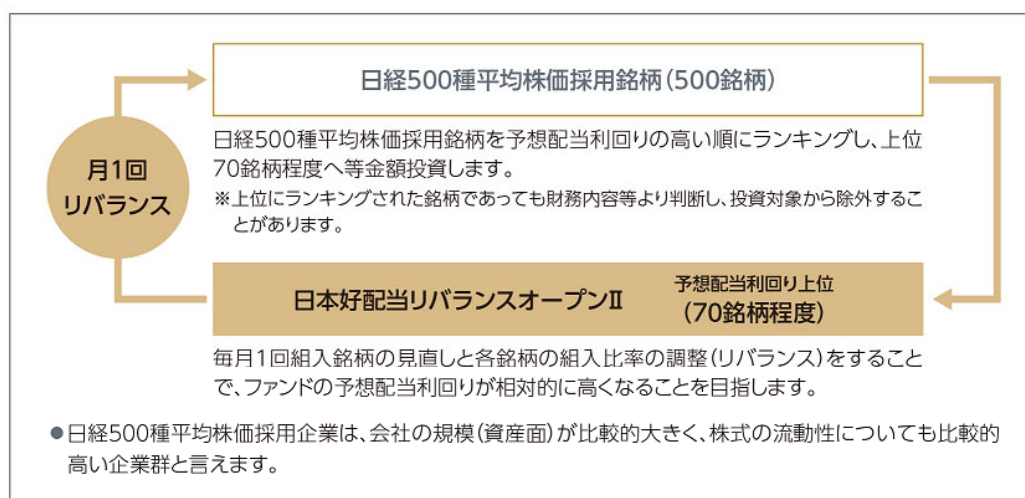 日経500種平均株価採用銘柄(500銘柄)
日経500種平均株価採用銘柄を予想配当利回りの高い順にランキングし、上位
70銘柄程度へ等金額投資します。
※上位にランキングされた銘柄であっても財務内容等より判断し、投資対象から除外するこ
とがあります。
月1回
リバランス
日本好配当リバランスオープンⅡ
予想配当利回り上位
(70銘柄程度)
毎月1回組入銘柄の見直しと各銘柄の組入比率の調整(リバランス)をすること
で、ファンドの予想配当利回りが相対的に高くなることを目指します。
●日経500種平均株価採用企業は、会社の規模(資産面)が比較的大きく、株式の流動性についても比較的
高い企業群と言えます。